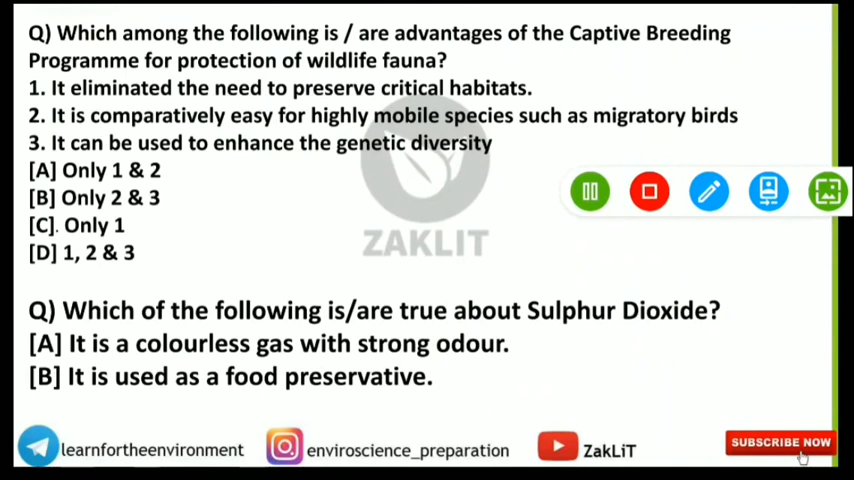 Q) Which among the following is / are advantages of the Captive Breeding
Programme for protection of wildlife fauna?
1. It eliminated the need to preserve critical habitats.
2. It is comparatively easy for highly mobile species such as migratory birds
3. It can be used to enhance the genetic diversity
[A] Only 1 & 2
[B] Only 2 & 3
[C]. Only 1
[D] 1, 2 & 3
ZAKLIT
Q) Which of the following is/are true about Sulphur Dioxide?
[A] It is a colourless gas with strong odour.
[B] It is used as a food preservative.
learnfortheenvironment enviroscience_preparation ZakLiT SUBSCRIBE NOW